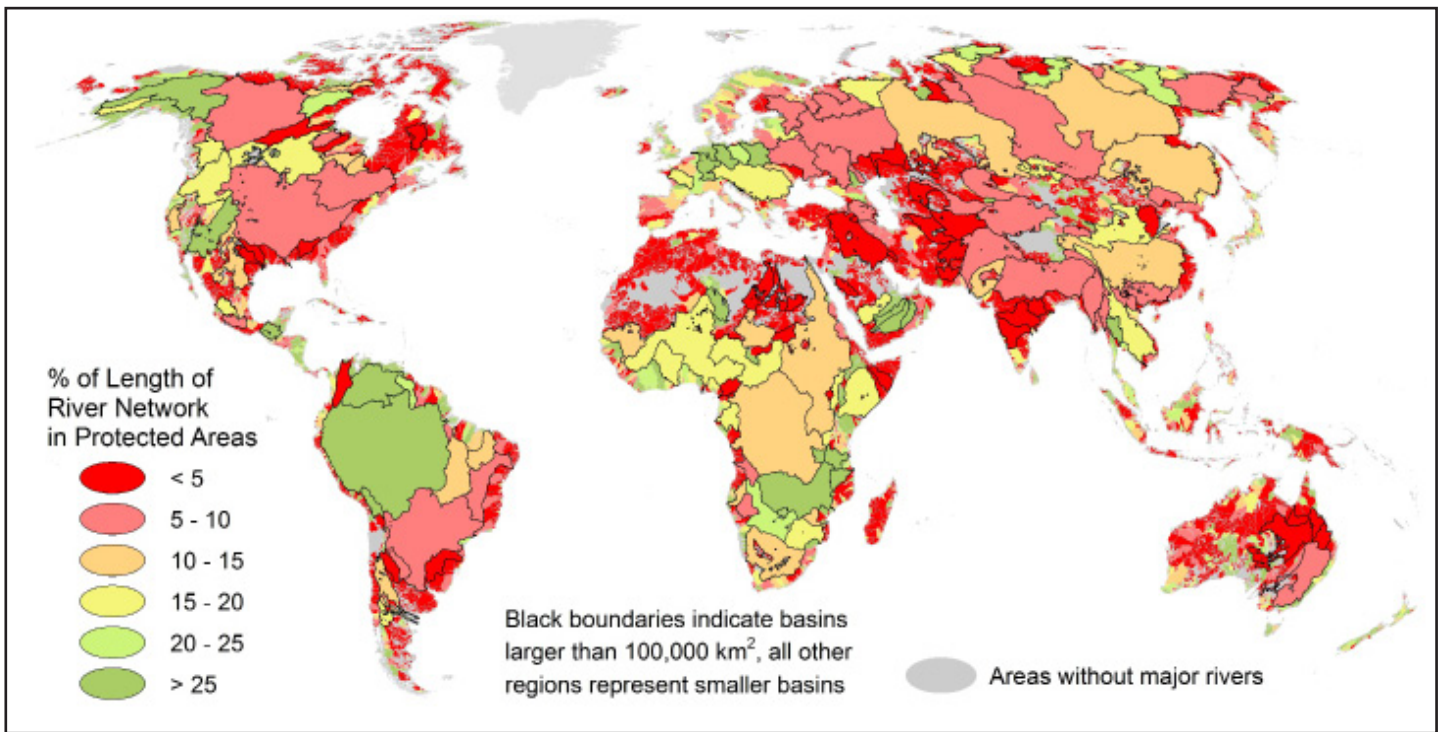 % of Length of
River Network
in Protected Areas
< 5
5 - 10
10 - 15
15 - 20
20 - 25
> 25
Black boundaries indicate basins
larger than 100,000 km², all other
regions represent smaller basins
Areas without major rivers